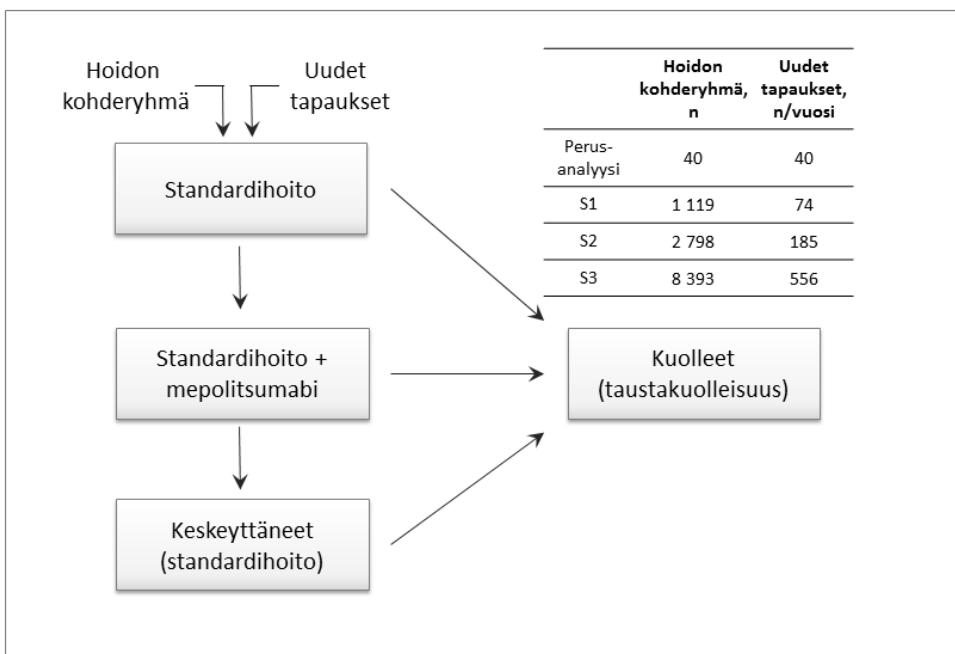 Hoidon
kohderyhmä
Uudet
tapaukset
Standardihoito
Standardihoito +
mepolitsumabi
Keskeyttäneet
(standardihoito)
Kuolleet
(taustakuolleisuus)
Hoidon Uudet
kohderyhmä, tapaukset,
n n/vuosi
Perus-
analyysi 40 40
S1 1 119 74
S2 2 798 185
S3 8 393 556